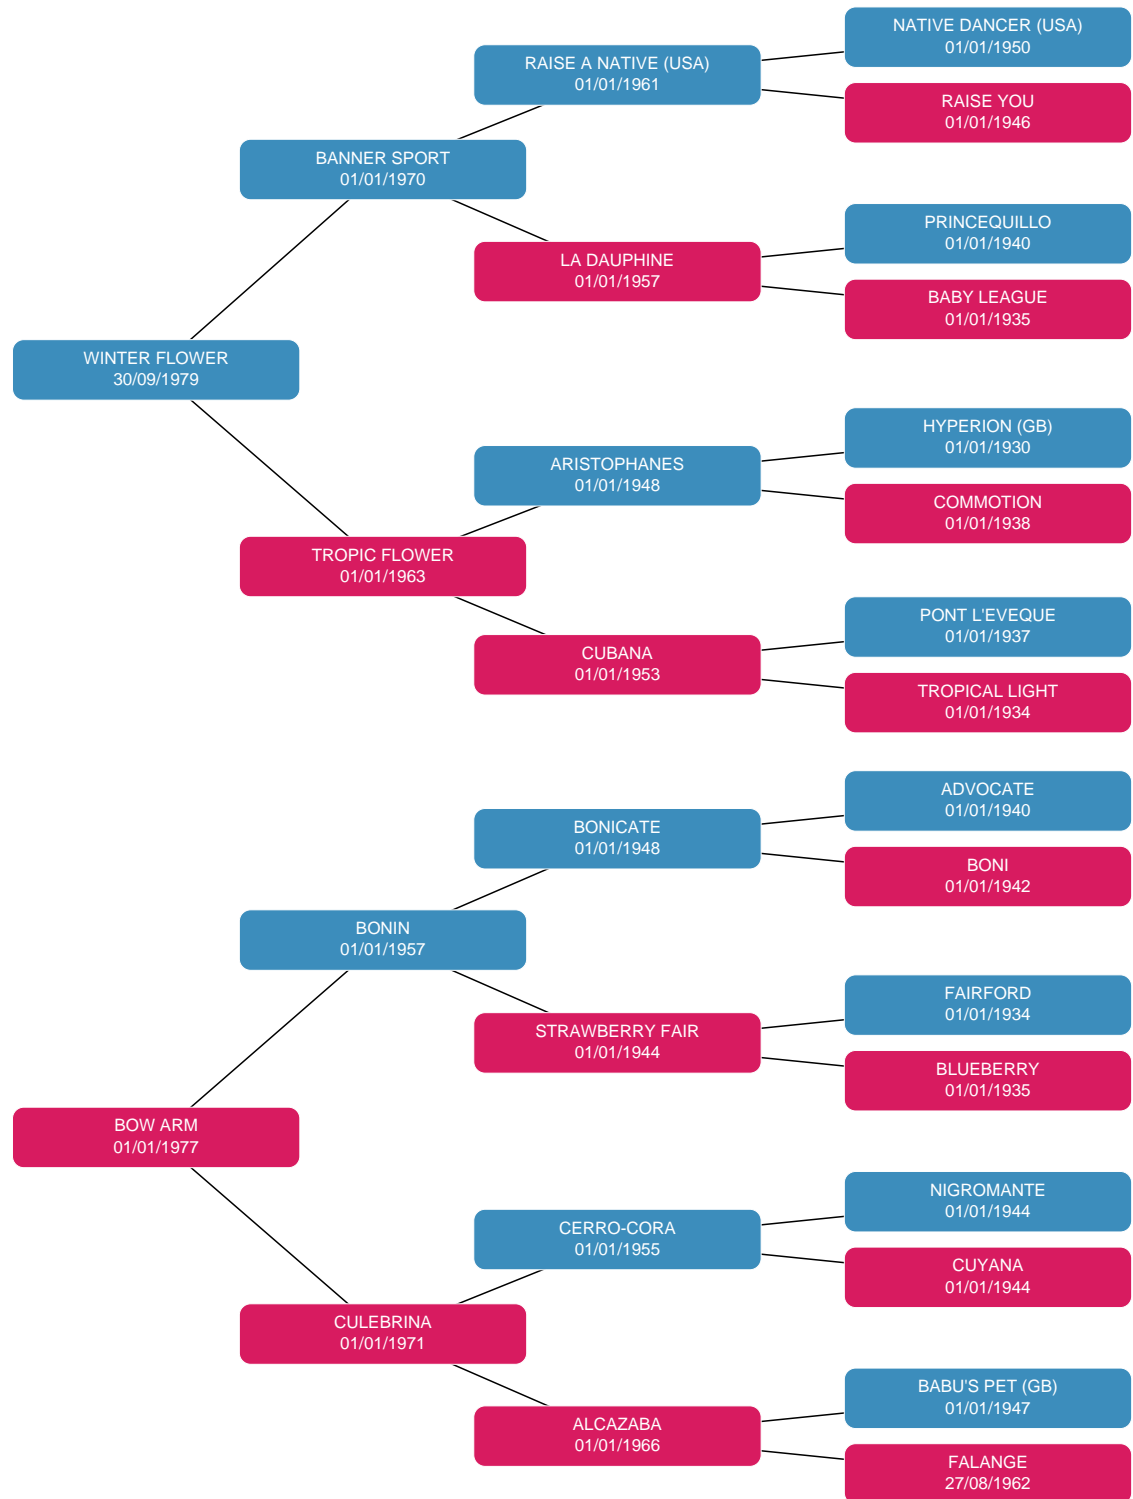 NATIVE DANCER (USA)
01/01/1950
RAISE A NATIVE (USA)
01/01/1961
RAISE YOU
01/01/1946
BANNER SPORT
01/01/1970
PRINCEQUILLO
01/01/1940
LA DAUPHINE
01/01/1957
BABY LEAGUE
01/01/1935
WINTER FLOWER
30/09/1979
HYPERION (GB)
01/01/1930
ARISTOPHANES
01/01/1948
COMMOTION
01/01/1938
TROPIC FLOWER
01/01/1963
PONT L'EVEQUE
01/01/1937
CUBANA
01/01/1953
TROPICAL LIGHT
01/01/1934
ADVOCATE
01/01/1940
BONICATE
01/01/1948
BONI
01/01/1942
BONIN
01/01/1957
FAIRFORD
01/01/1934
STRAWBERRY FAIR
01/01/1944
BLUEBERRY
01/01/1935
BOW ARM
01/01/1977
NIGROMANTE
01/01/1944
CERRO-CORA
01/01/1955
CUYANA
01/01/1944
CULEBRINA
01/01/1971
BABU'S PET (GB)
01/01/1947
ALCAZABA
01/01/1966
FALANGE
27/08/1962